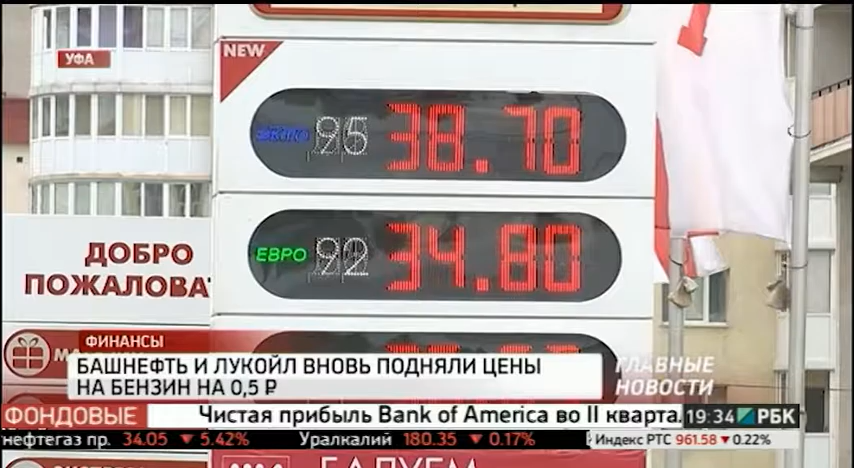 NEW
УФА
ЕВРО 95 38.70
ЕВРО 92 34.80
ДОБРО
ПОЖАЛОВА
ФИНАНСЫ
БАШНЕФТЬ И ЛУКОЙЛ ВНОВЬ ПОДНЯЛИ ЦЕНЫ
НА БЕНЗИН НА 0,5 ₽
ГЛАВНЫЕ
НОВОСТИ
ФОНДОВЫЕ Чистая прибыль Bank of America во II кварта 19:34 РБК
нефтегаз пр. 34.05 ▼ 5.42% Уралкалий 180.35 ▼ 0.17% Индекс РТС 961.58 ▼ 0.22%